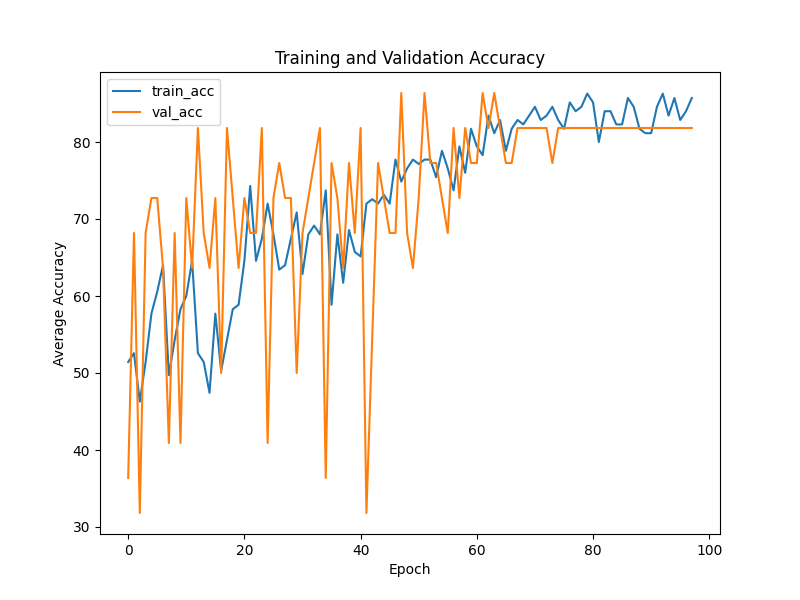 Training and Validation Accuracy
train_acc
val_acc
80
70
60
50
40
30
Average Accuracy
0 20 40 60 80 100
Epoch